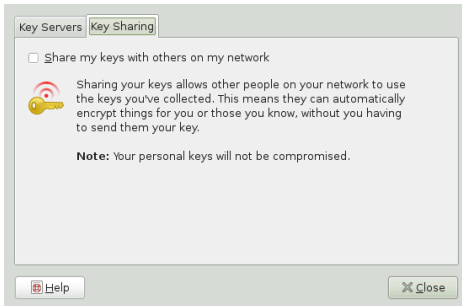 Key Servers Key Sharing
Share my keys with others on my network
Sharing your keys allows other people on your network to use
the keys you've collected. This means they can automatically
encrypt things for you or those you know, without you having
to send them your key.
Note: Your personal keys will not be compromised.
Help Close